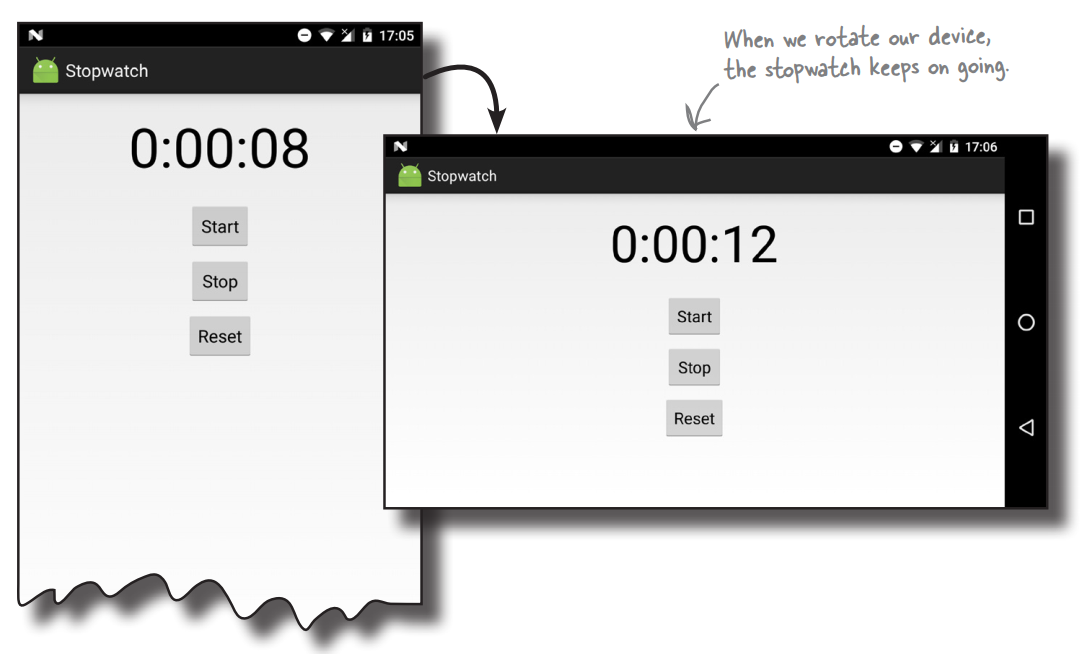 17:05
Stopwatch
0:00:08
Start
Stop
Reset
When we rotate our device,
the stopwatch keeps on going.
17:06
Stopwatch
0:00:12
Start
Stop
Reset